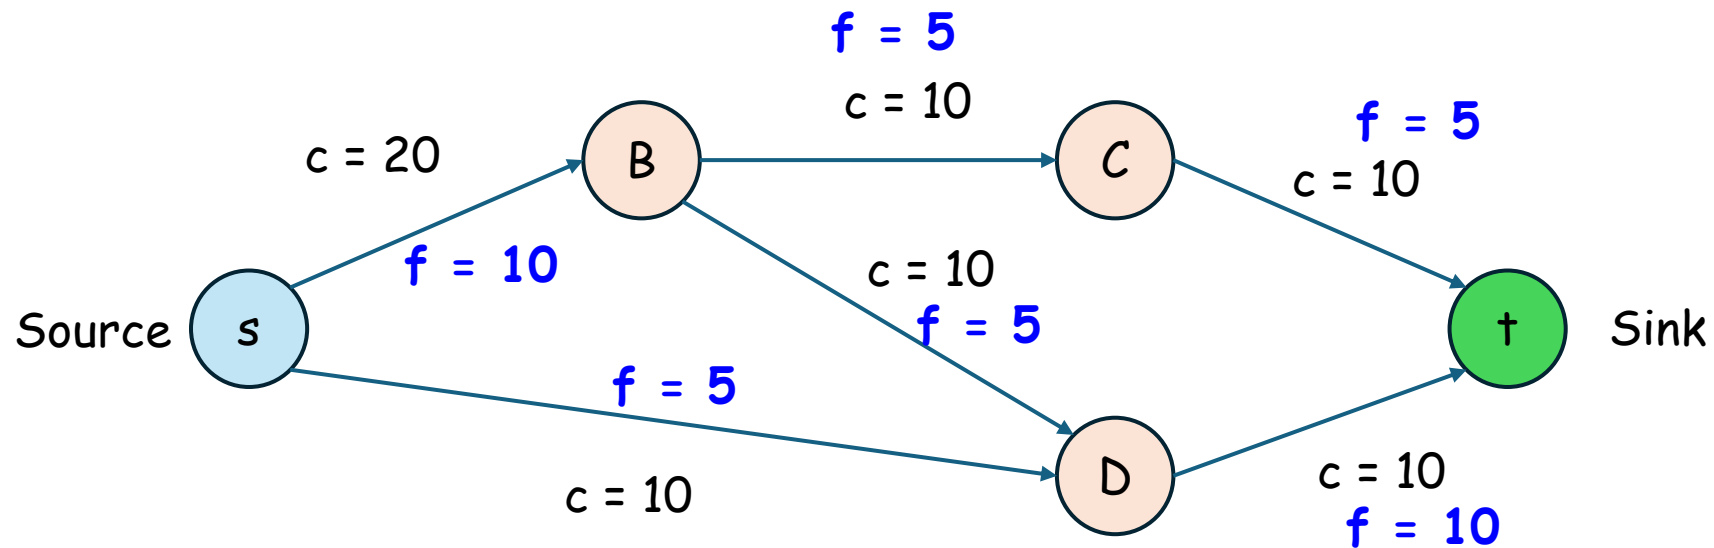 f = 5
c = 10
f = 5
c = 20
B
C
c = 10
f = 10
c = 10
f = 5
Source
s
t
Sink
f = 5
c = 10
D
c = 10
f = 10